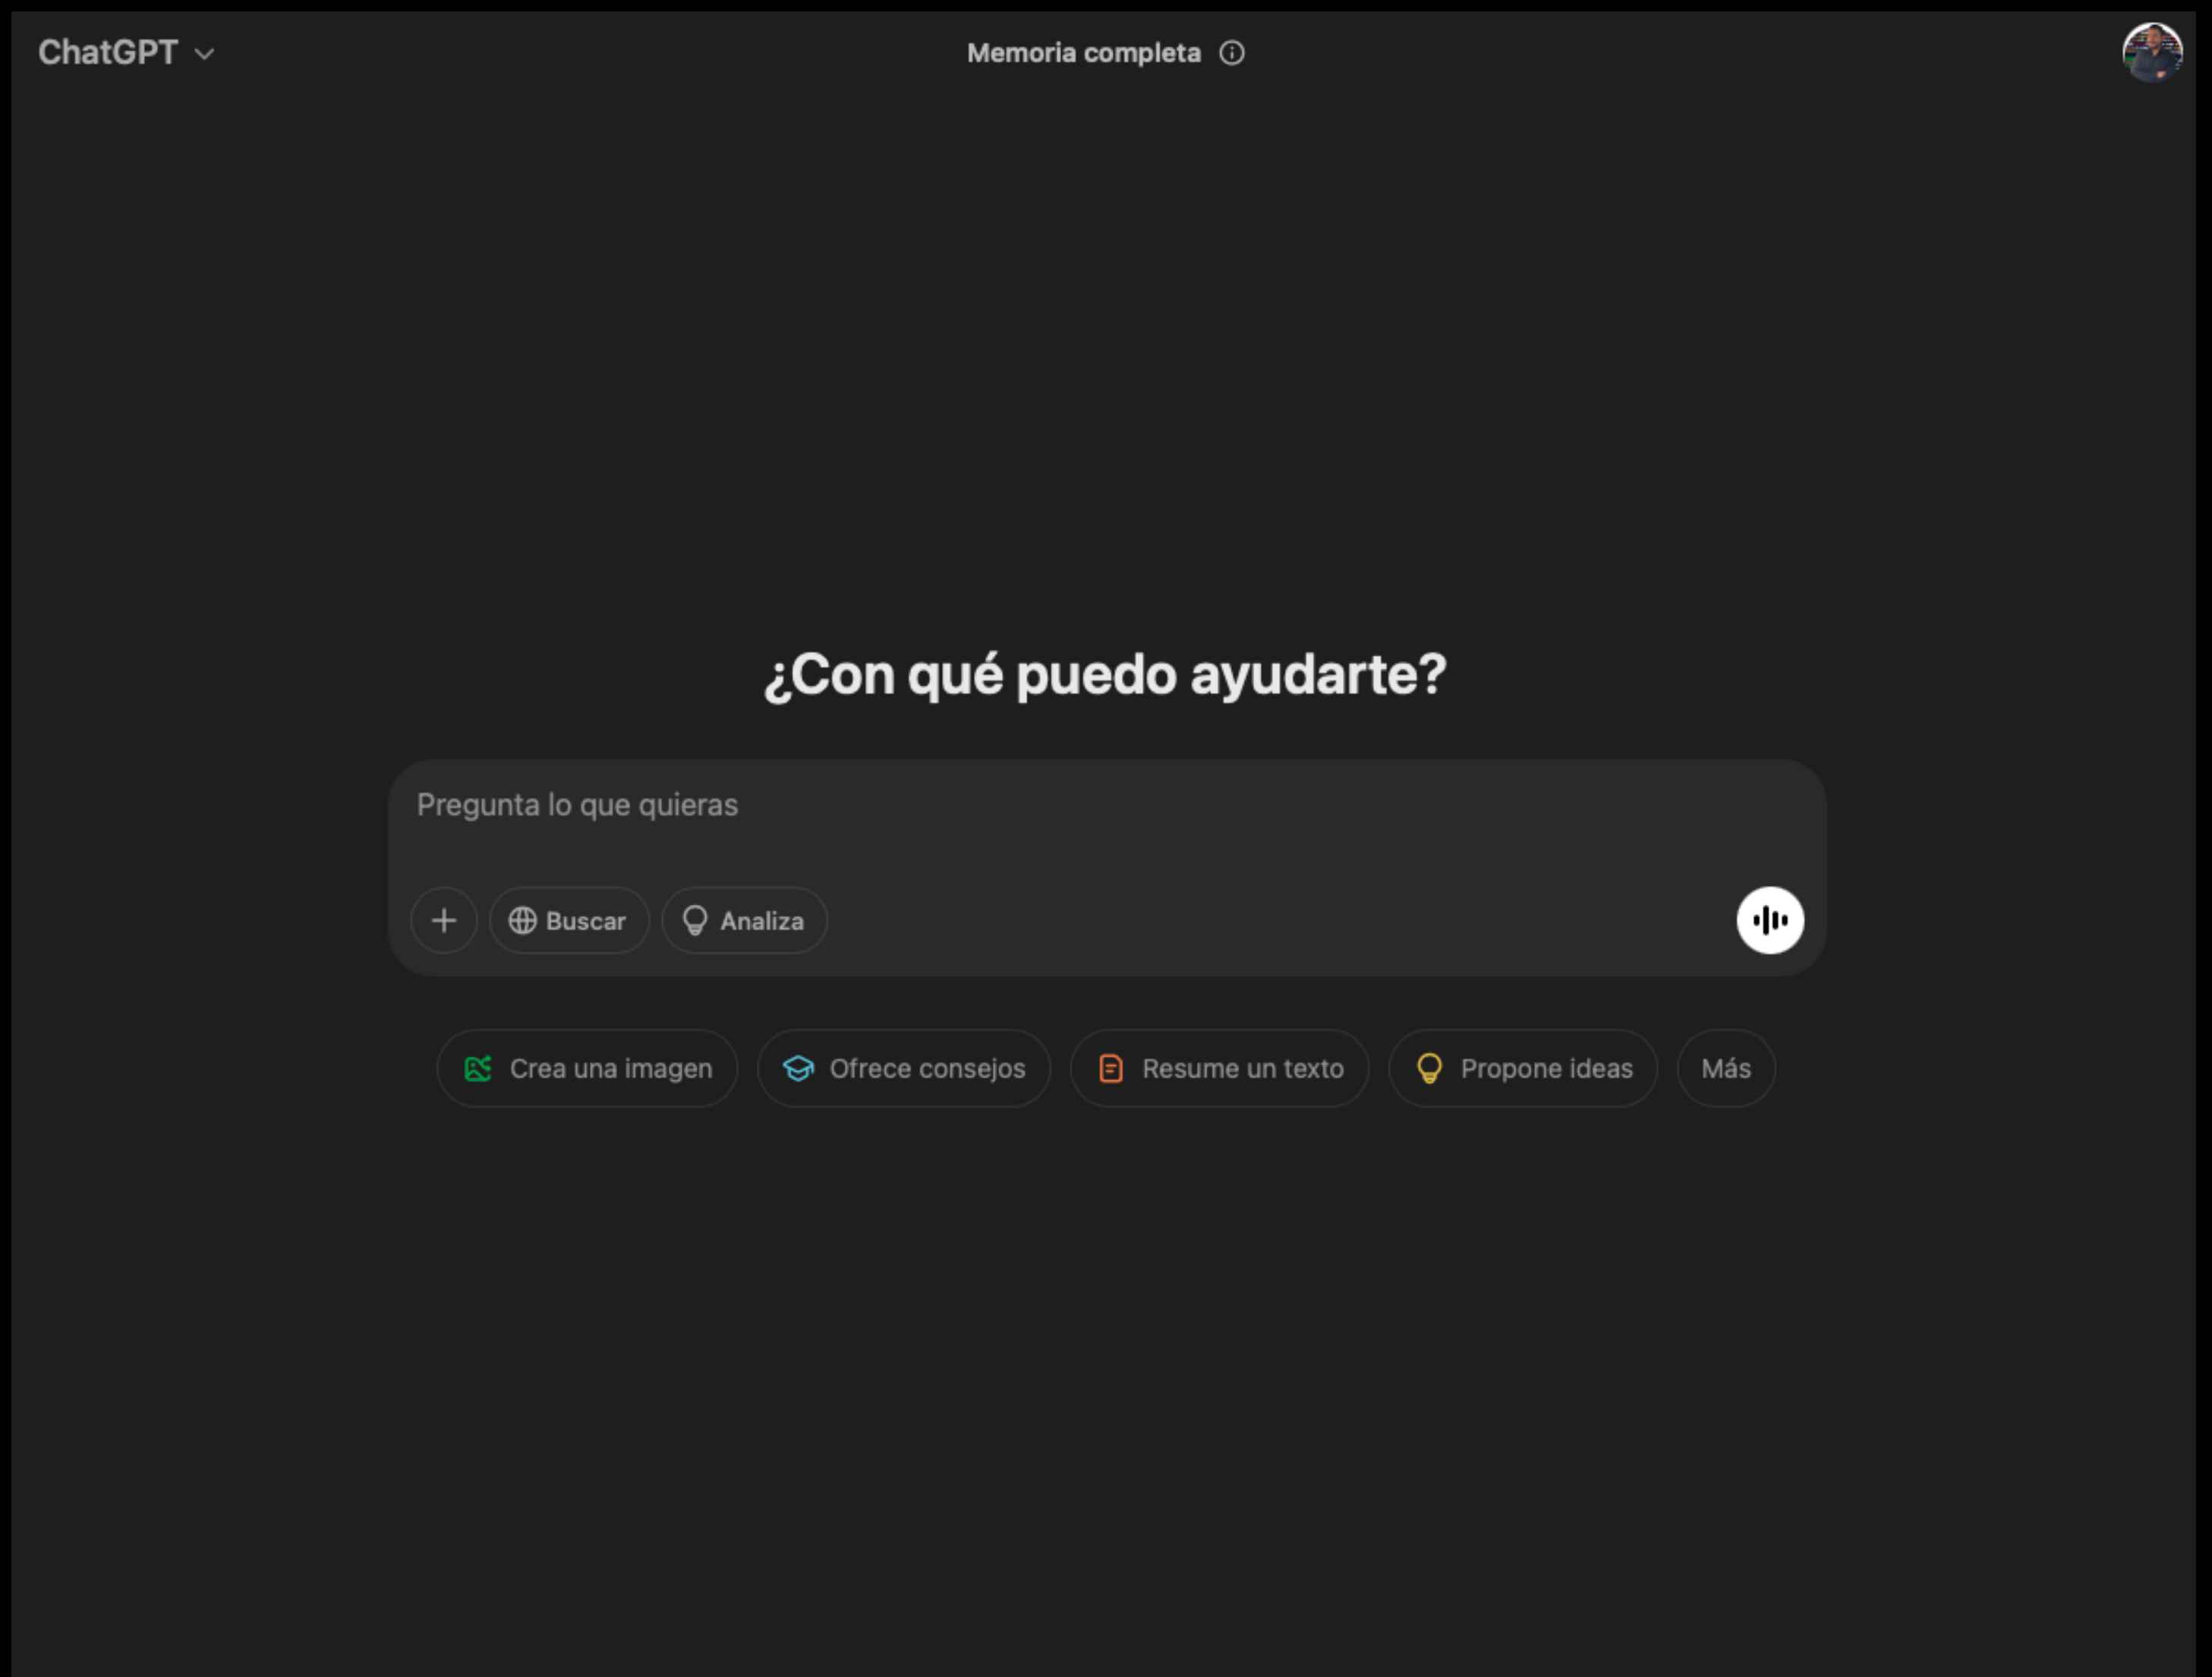 ChatGPT
Memoria completa
¿Con qué puedo ayudarte?
Pregunta lo que quieras
Buscar
Analiza
Crea una imagen
Ofrece consejos
Resume un texto
Propone ideas
Más